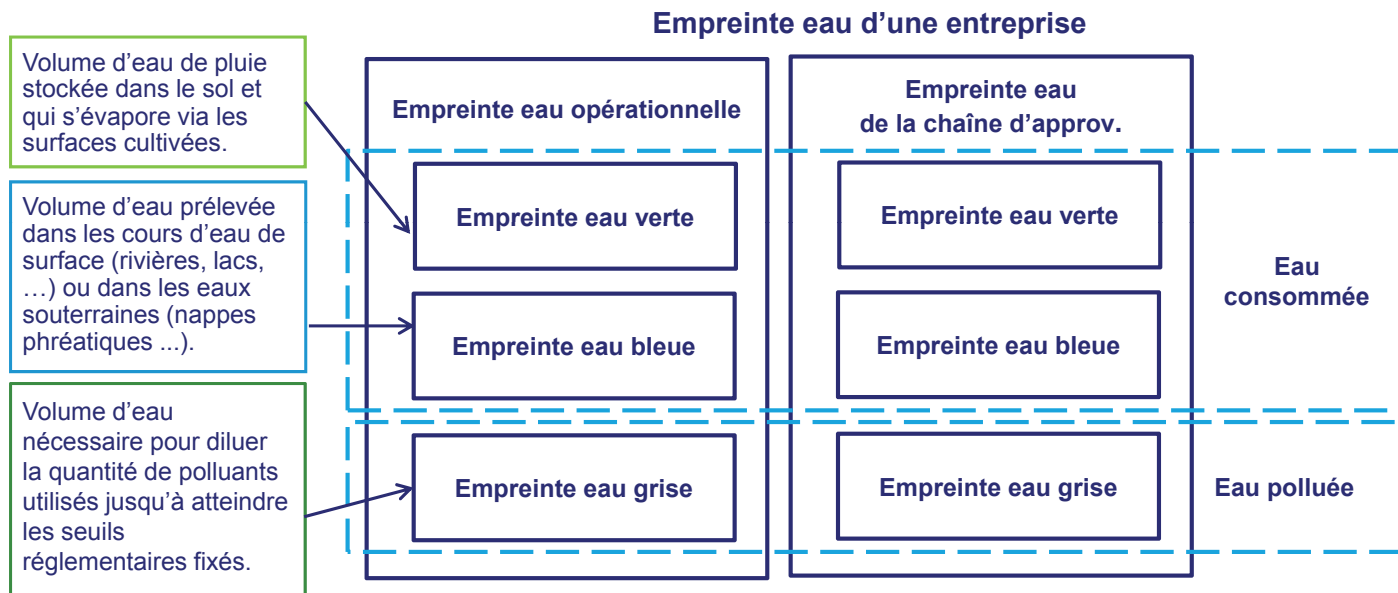 Empreinte eau d’une entreprise
Volume d’eau de pluie
stockée dans le sol et
qui s’évapore via les
surfaces cultivées.
Volume d’eau prélevée
dans les cours d’eau de
surface (rivières, lacs,
…) ou dans les eaux
souterraines (nappes
phréatiques ...).
Volume d’eau
nécessaire pour diluer
la quantité de polluants
utilisés jusqu’à atteindre
les seuils
réglementaires fixés.
Empreinte eau opérationnelle
Empreinte eau verte
Empreinte eau bleue
Empreinte eau grise
Empreinte eau
de la chaîne d’approv.
Empreinte eau verte
Empreinte eau bleue
Empreinte eau grise
Eau
consommée
Eau polluée